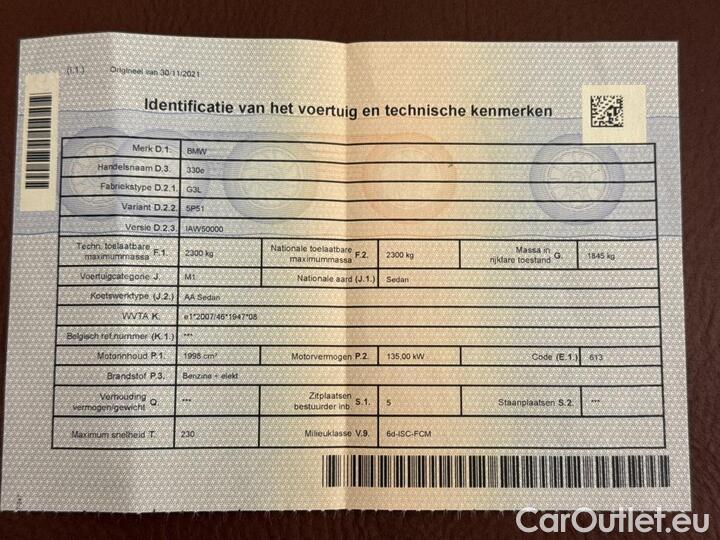 (I.1.) Origineel van 30/11/2021
Identificatie van het voertuig en technische kenmerken
Merk D.1. BMW
Handelsnaam D.3. 330e
Fabriekstype D.2.1. G3L
Variant D.2.2. 5P51
Versie D.2.3. IAW50000
Techn. toelaatbare maximummassa F.1. 2300 kg Nationale toelaatbare maximummassa F.2. 2300 kg Massa in rijklare toestand G. 1845 kg
Voertuigcategorie J. M1 Nationale aard (J.1.) Sedan
Koetswerktype (J.2.) AA Sedan
WVTA K. e1*2007/46*1947*08
Belgisch ref.nummer (K.1.) ***
Motorinhoud P.1. 1998 cm³ Motorvermogen P.2. 135,00 kW Code (E.1.) 613
Brandstof P.3. Benzine + elekt
Verhouding vermogen/gewicht Q. *** Zitplaatsen bestuurder inb. S.1. 5 Staanplaatsen S.2. ***
Maximum snelheid T. 230 Milieuklasse V.9. 6d-ISC-FCM
CarOutlet.eu